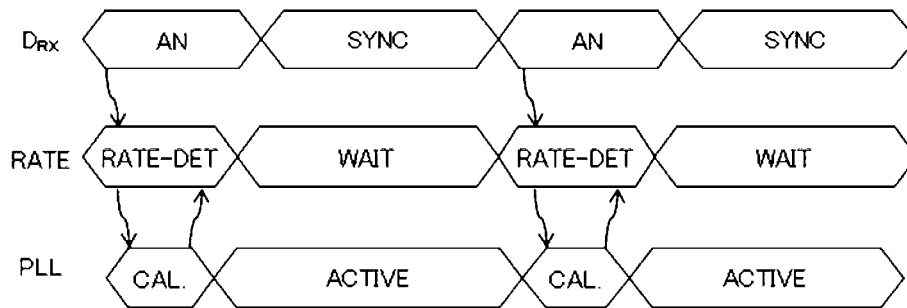 DRX AN SYNC AN SYNC
RATE RATE-DET WAIT RATE-DET WAIT
PLL CAL. ACTIVE CAL. ACTIVE